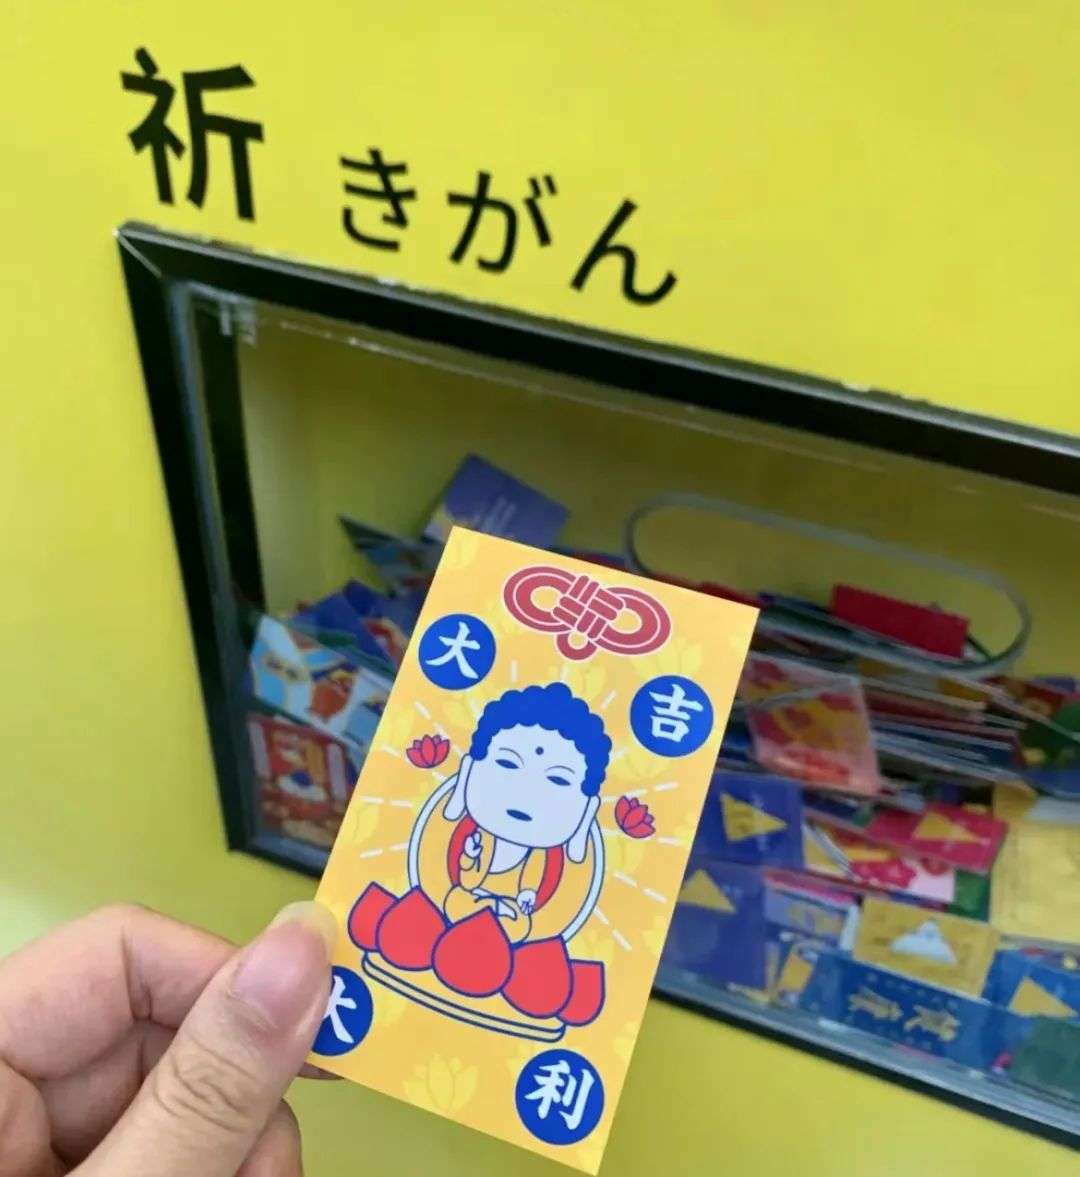 祈 きがん
大 吉
大 利